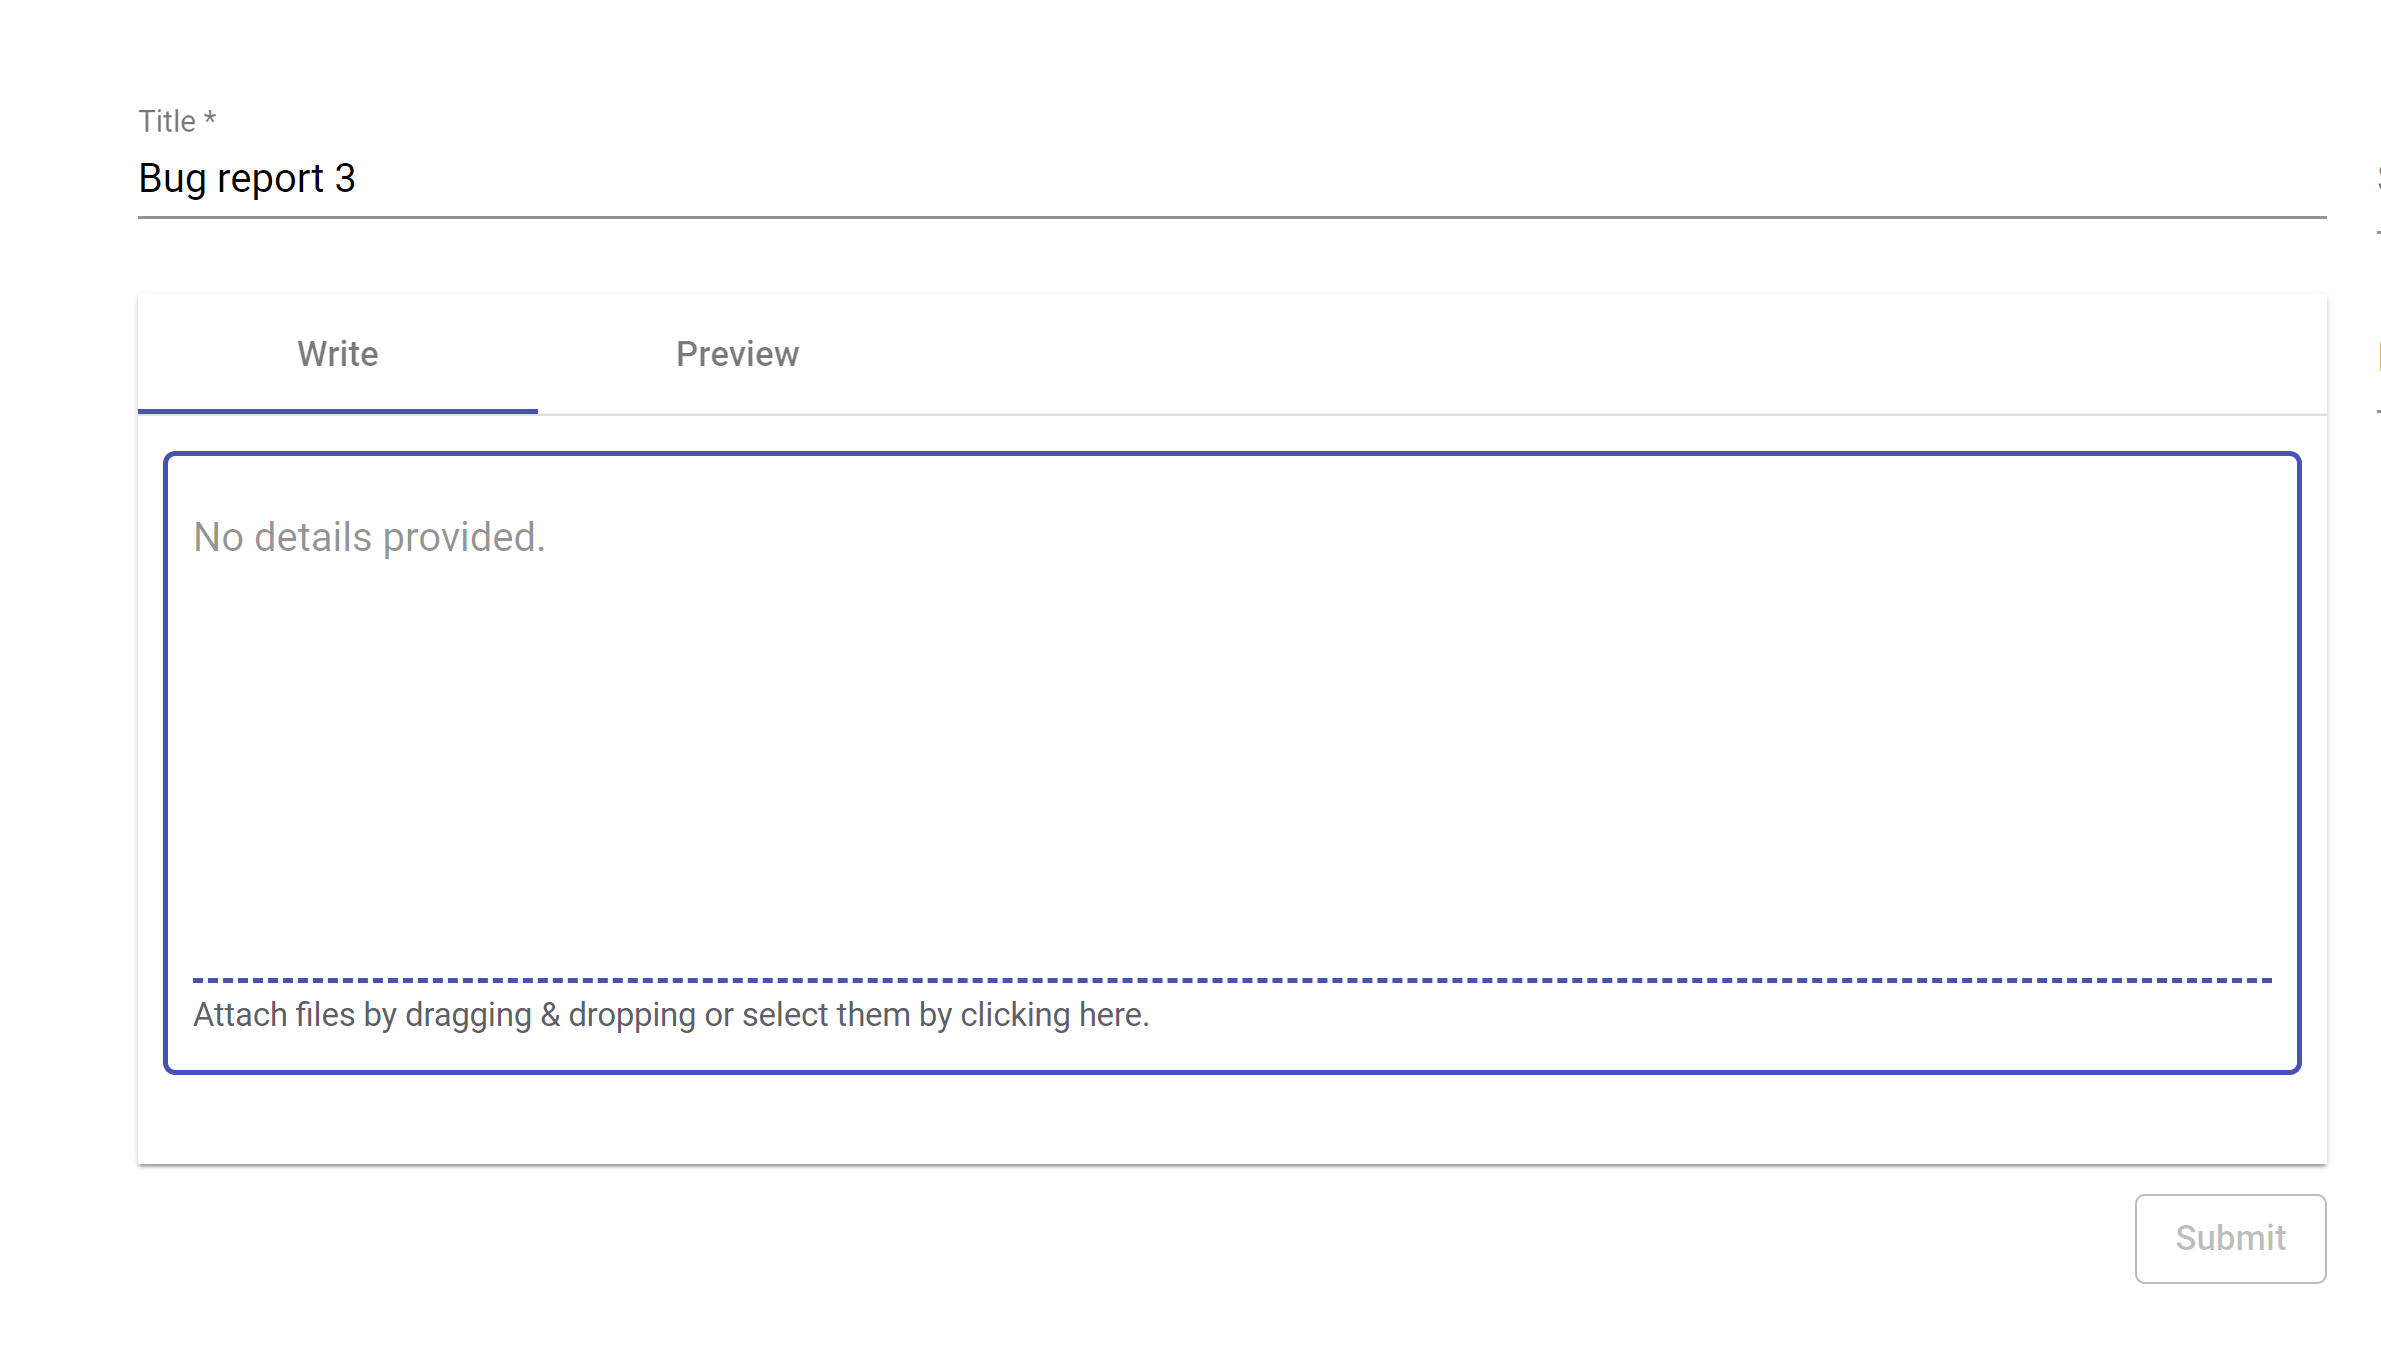 Title *
Bug report 3
Write Preview
No details provided.
Attach files by dragging & dropping or select them by clicking here.
Submit